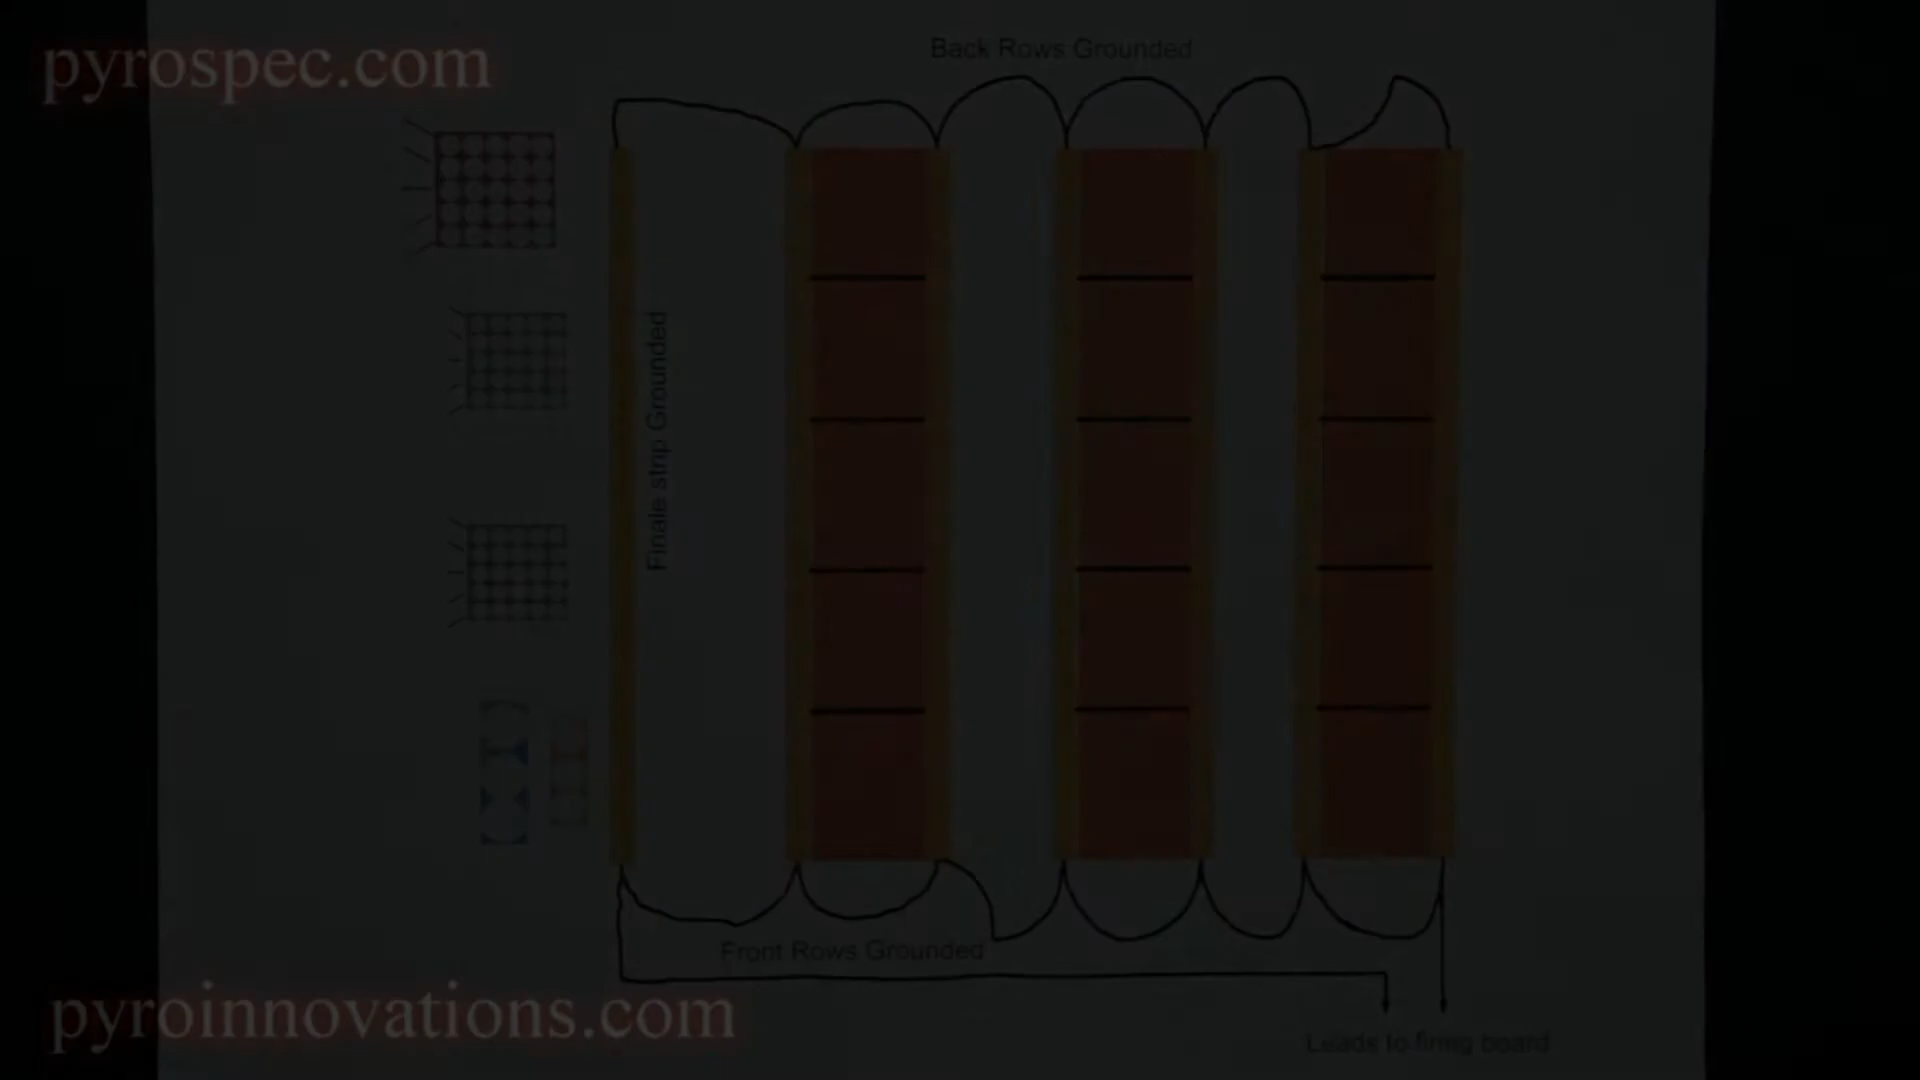 pyrospec.com
Back Rows Grounded
Finale strip Grounded
Front Rows Grounded
pyroinnovations.com
Leads to firing board